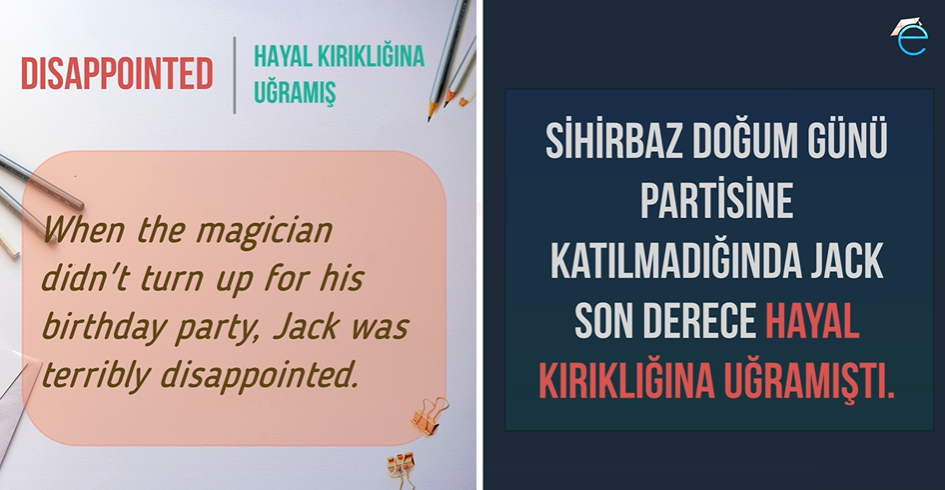 DISAPPOINTED
HAYAL KIRIKLIĞINA
UĞRAMIŞ
When the magician
didn't turn up for his
birthday party, Jack was
terribly disappointed.
e
SİHİRBAZ DOĞUM GÜNÜ
PARTİSİNE
KATILMADIĞINDA JACK
SON DERECE HAYAL
KIRIKLIĞINA UĞRAMIŞTI.